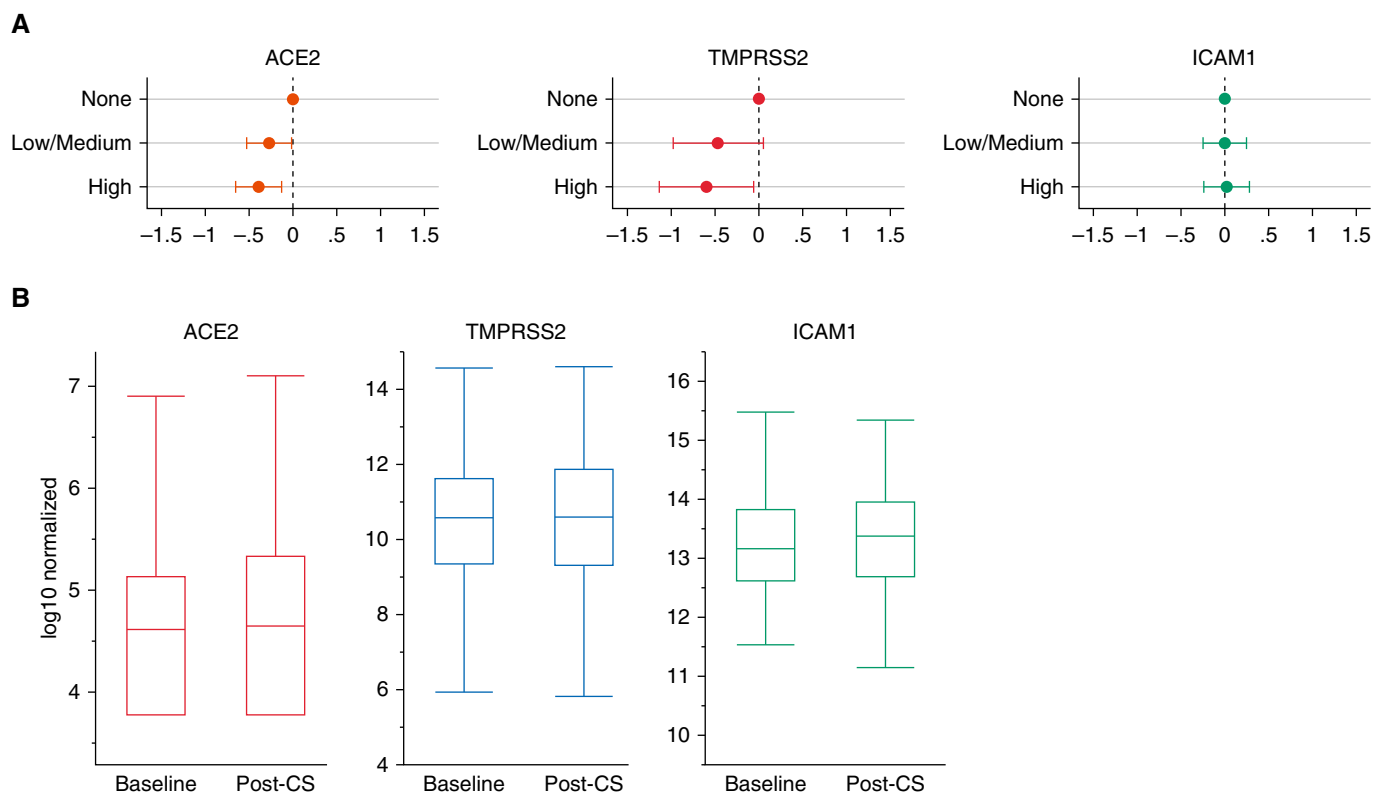 A
ACE2
None
Low/Medium
High
−1.5 −1 −.5 0 .5 1 1.5
TMPRSS2
None
Low/Medium
High
−1.5 −1 −.5 0 .5 1 1.5
ICAM1
None
Low/Medium
High
−1.5 −1 −.5 0 .5 1 1.5
B
log10 normalized
ACE2
7
6
5
4
Baseline Post-CS
TMPRSS2
14
12
10
8
6
4
Baseline Post-CS
ICAM1
16
15
14
13
12
11
10
Baseline Post-CS